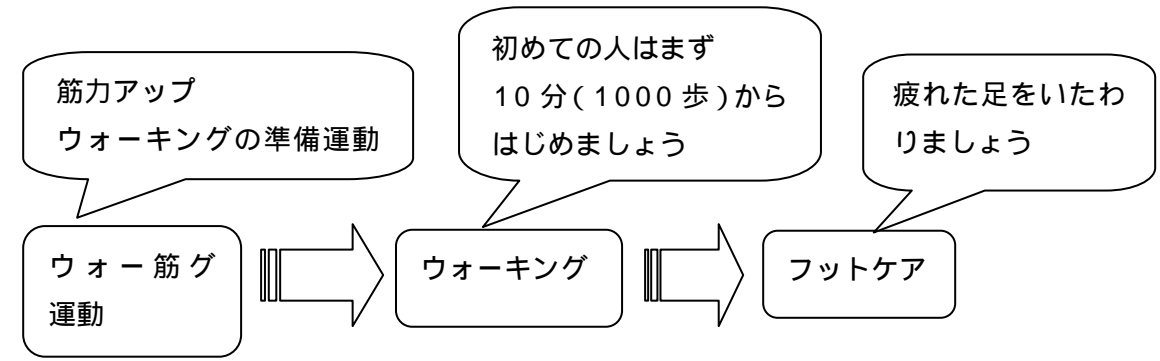 筋力アップ
ウォーキングの準備運動
初めての人はまず
10分(1000歩)から
はじめましょう
疲れた足をいたわ
りましょう
ウォー筋グ
運動
ウォーキング
フットケア